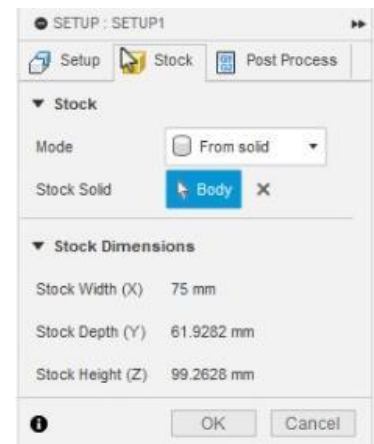 SETUP : SETUP1
Setup Stock Post Process
Stock
Mode From solid
Stock Solid Body
Stock Dimensions
Stock Width (X) 75 mm
Stock Depth (Y) 61.9282 mm
Stock Height (Z) 99.2628 mm
OK Cancel